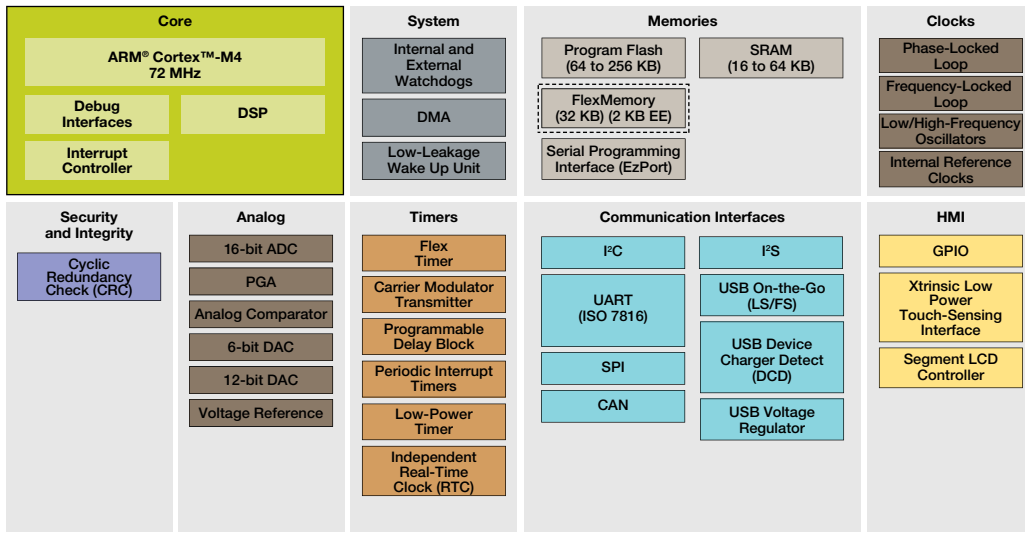 Core
ARM® Cortex™-M4
72 MHz
Debug
Interfaces
DSP
Interrupt
Controller
System
Internal and
External
Watchdogs
DMA
Low-Leakage
Wake Up Unit
Memories
Program Flash
(64 to 256 KB)
SRAM
(16 to 64 KB)
FlexMemory
(32 KB) (2 KB EE)
Serial Programming
Interface (EzPort)
Clocks
Phase-Locked
Loop
Frequency-Locked
Loop
Low/High-Frequency
Oscillators
Internal Reference
Clocks
Security
and Integrity
Cyclic
Redundancy
Check (CRC)
Analog
16-bit ADC
PGA
Analog Comparator
6-bit DAC
12-bit DAC
Voltage Reference
Timers
Flex
Timer
Carrier Modulator
Transmitter
Programmable
Delay Block
Periodic Interrupt
Timers
Low-Power
Timer
Independent
Real-Time
Clock (RTC)
Communication Interfaces
I²C
UART
(ISO 7816)
SPI
CAN
I²S
USB On-the-Go
(LS/FS)
USB Device
Charger Detect
(DCD)
USB Voltage
Regulator
HMI
GPIO
Xtrinsic Low
Power
Touch-Sensing
Interface
Segment LCD
Controller